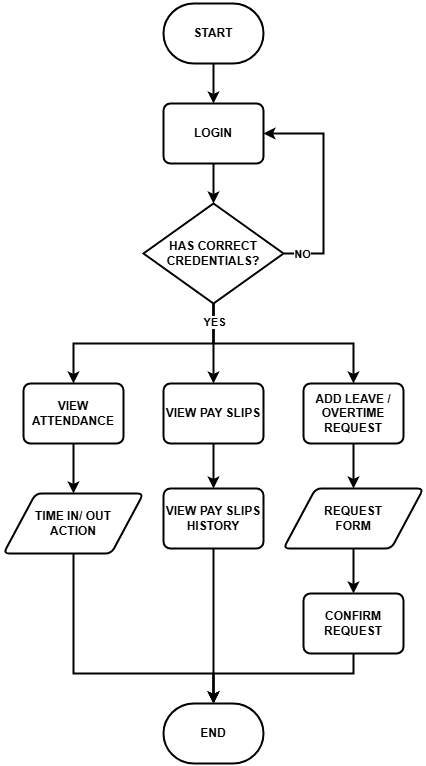 START
LOGIN
HAS CORRECT
CREDENTIALS?
NO
YES
VIEW
ATTENDANCE
VIEW PAY SLIPS
ADD LEAVE /
OVERTIME
REQUEST
TIME IN/ OUT
ACTION
VIEW PAY SLIPS
HISTORY
REQUEST
FORM
CONFIRM
REQUEST
END